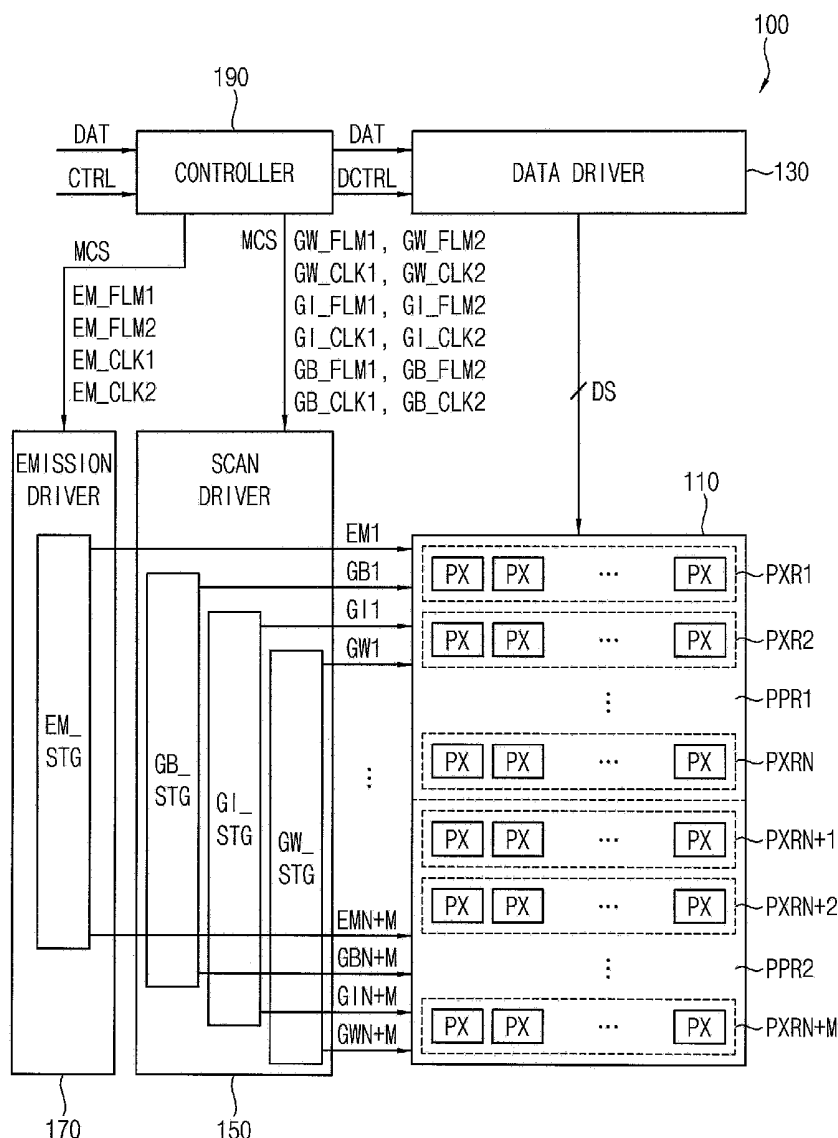 100
190
DAT
CTRL
CONTROLLER
DAT
DCTRL
DATA DRIVER
130
MCS
EM_FLM1
EM_FLM2
EM_CLK1
EM_CLK2
MCS
GW_FLM1, GW_FLM2
GW_CLK1, GW_CLK2
GI_FLM1, GI_FLM2
GI_CLK1, GI_CLK2
GB_FLM1, GB_FLM2
GB_CLK1, GB_CLK2
DS
EMISSION
DRIVER
SCAN
DRIVER
110
EM_
STG
GB_
STG
GI_
STG
GW_
STG
EM1
GB1
GI1
GW1
⋮
EMN+M
GBN+M
GIN+M
GWN+M
PX PX ... PX PXR1
PX PX ... PX PXR2
⋮ PPR1
PX PX ... PX PXRN
PX PX ... PX PXRN+1
PX PX ... PX PXRN+2
⋮ PPR2
PX PX ... PX PXRN+M
170
150